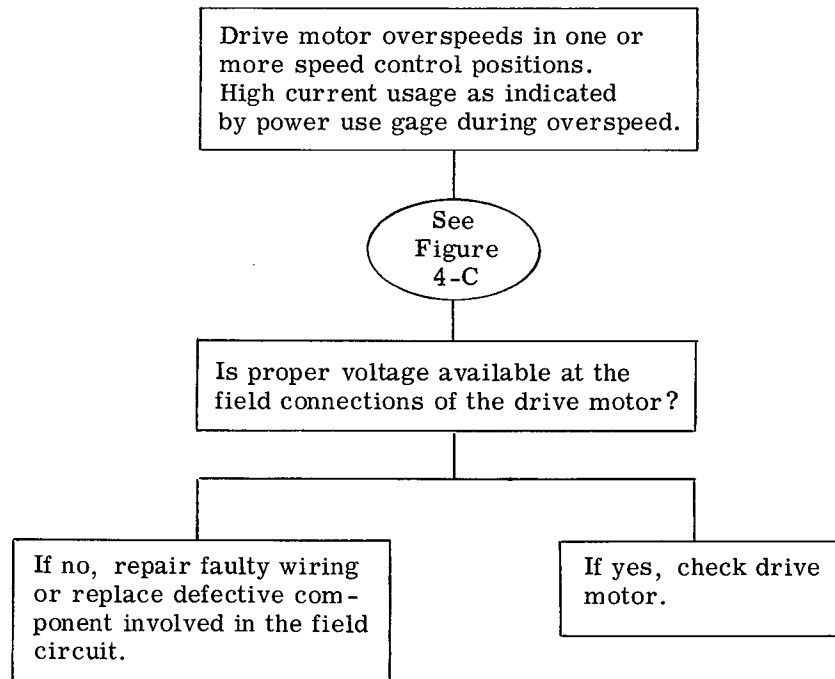 Drive motor overspeeds in one or
more speed control positions.
High current usage as indicated
by power use gage during overspeed.
See
Figure
4-C
Is proper voltage available at the
field connections of the drive motor?
If no, repair faulty wiring
or replace defective com-
ponent involved in the field
circuit.
If yes, check drive
motor.